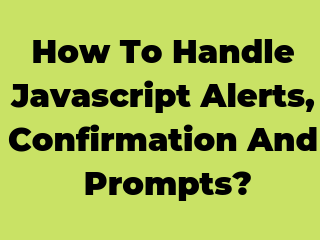 How To Handle
Javascript Alerts,
Confirmation And
Prompts?